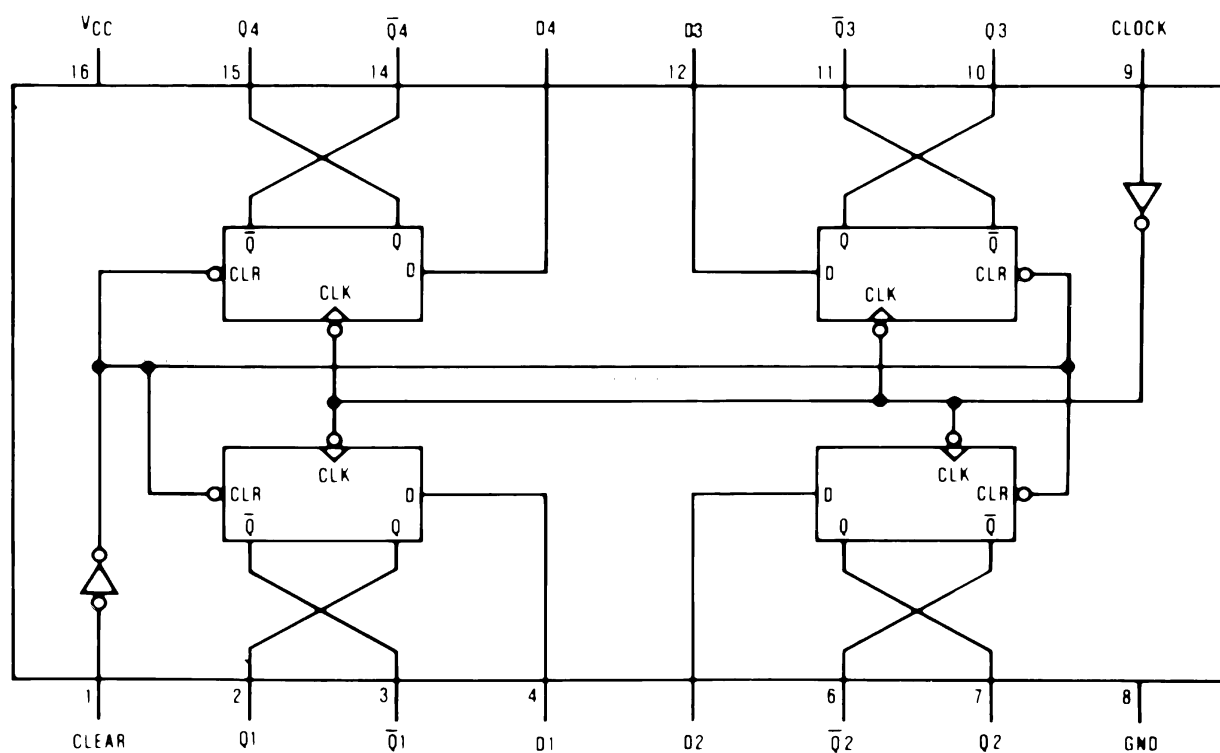 VCC Q4 Q̅4 D4 D3 Q̅3 Q3 CLOCK
16 15 14 13 12 11 10 9
Q̅ Q Q Q̅
CLR D D CLR
CLK CLK
CLK CLK
CLR D D CLR
Q̅ Q Q Q̅
1 2 3 4 6 7 8
CLEAR Q1 Q̅1 D1 D2 Q̅2 Q2 GND